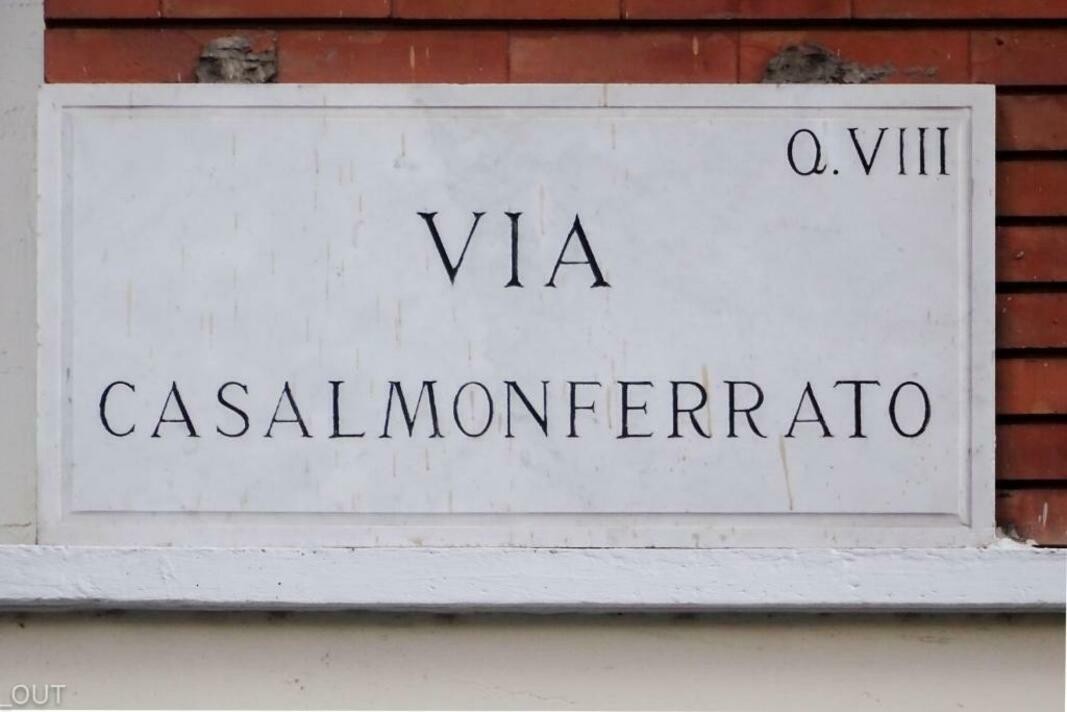 Q.VIII
VIA
CASALMONFERRATO
_OUT